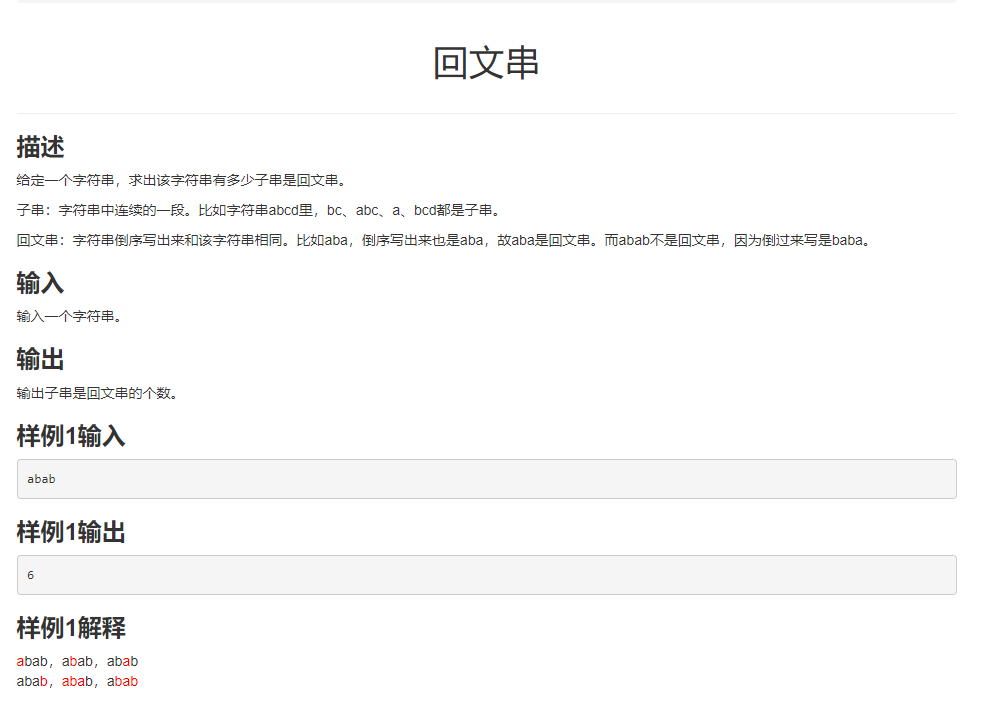 回文串
描述
给定一个字符串，求出该字符串有多少子串是回文串。
子串：字符串中连续的一段。比如字符串abcd里，bc、abc、a、bcd都是子串。
回文串：字符串倒序写出来和该字符串相同。比如aba，倒序写出来也是aba，故aba是回文串。而abab不是回文串，因为倒过来写是baba。
输入
输入一个字符串。
输出
输出子串是回文串的个数。
样例1输入
abab
样例1输出
6
样例1解释
abab，abab，abab
abab，abab，abab